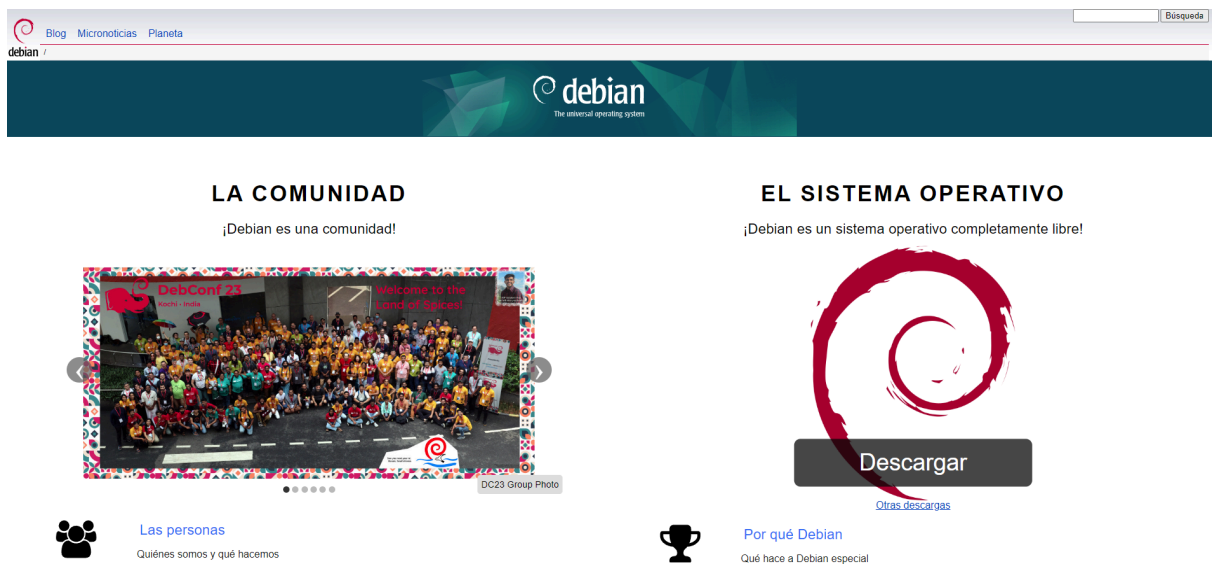 Búsqueda
Blog Micronoticias Planeta
debian /
debian
The universal operating system
LA COMUNIDAD
¡Debian es una comunidad!
DebConf 23
Kochi - India
Welcome to the
Land of Spices!
DC23 Group Photo
Las personas
Quiénes somos y qué hacemos
EL SISTEMA OPERATIVO
¡Debian es un sistema operativo completamente libre!
Descargar
Otras descargas
Por qué Debian
Qué hace a Debian especial